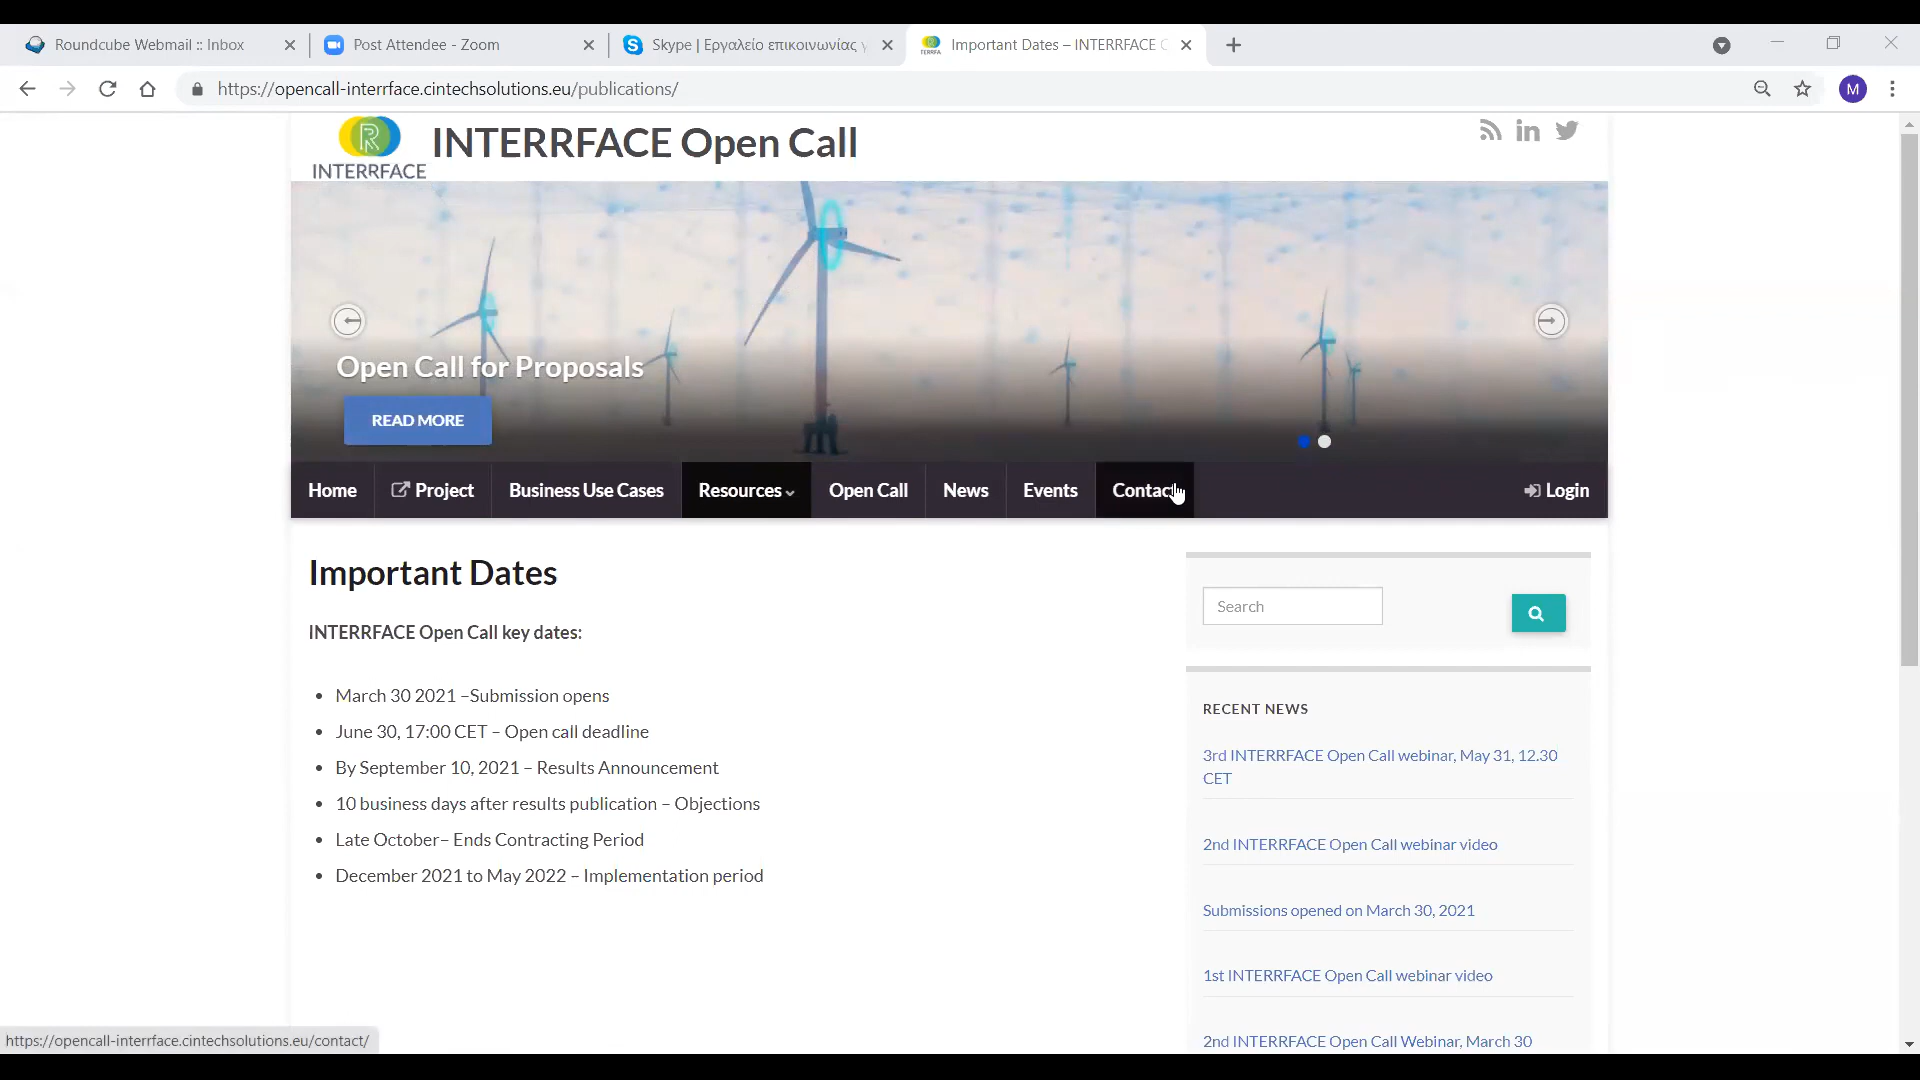 Roundcube Webmail :: Inbox
Post Attendee - Zoom
Skype | Εργαλείο επικοινωνίας
Important Dates – INTERRFACE
M
https://opencall-interrface.cintechsolutions.eu/publications/
TERRFA
R
INTERRFACE
INTERRFACE Open Call
Open Call for Proposals
READ MORE
Home
Project
Business Use Cases
Resources
Open Call
News
Events
Contact
Login
Important Dates
INTERRFACE Open Call key dates:
• March 30 2021 –Submission opens
• June 30, 17:00 CET – Open call deadline
• By September 10, 2021 – Results Announcement
• 10 business days after results publication – Objections
• Late October– Ends Contracting Period
• December 2021 to May 2022 – Implementation period
Search
RECENT NEWS
3rd INTERRFACE Open Call webinar, May 31, 12.30
CET
2nd INTERRFACE Open Call webinar video
Submissions opened on March 30, 2021
1st INTERRFACE Open Call webinar video
2nd INTERRFACE Open Call Webinar, March 30
https://opencall-interrface.cintechsolutions.eu/contact/